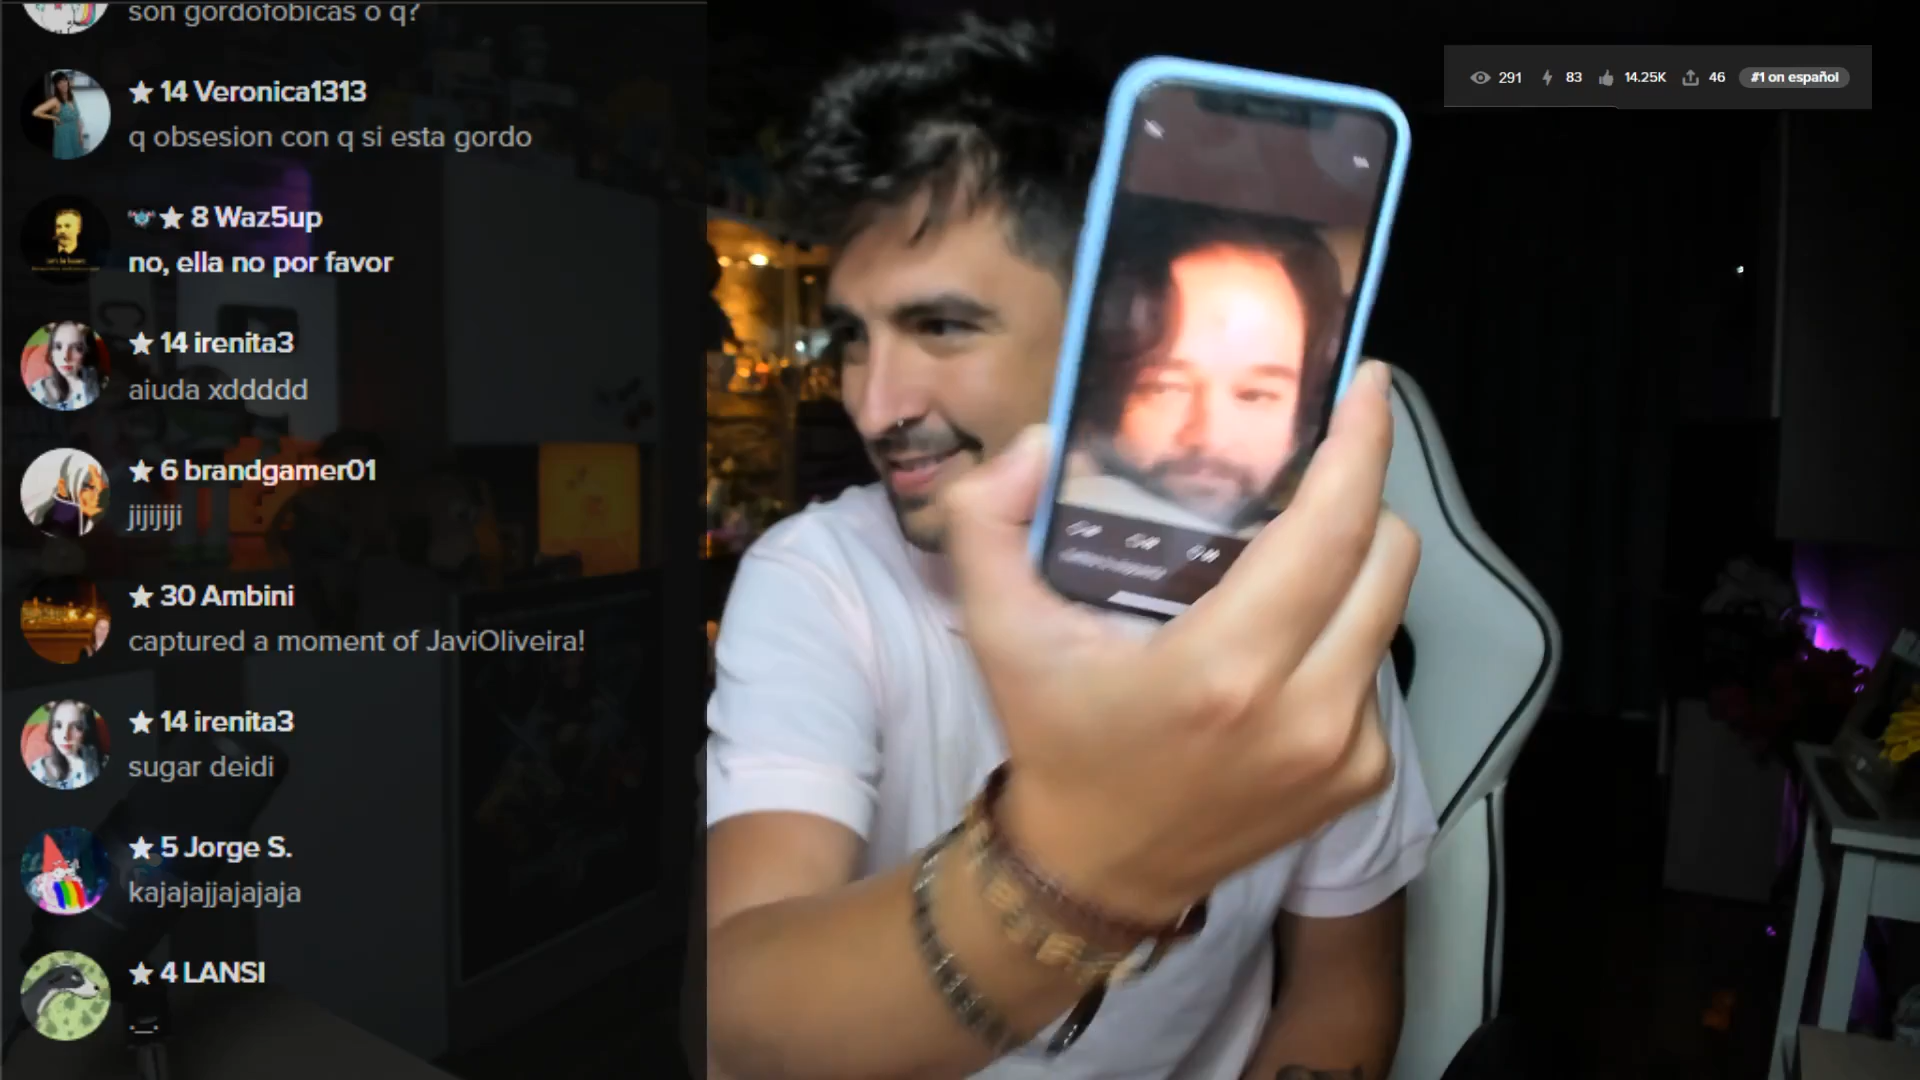 son gordofobicas o q?
14 Veronica1313
q obsesion con q si esta gordo
8 Waz5up
no, ella no por favor
14 irenita3
aiuda xddddd
6 brandgamer01
jijijiji
30 Ambini
captured a moment of JaviOliveira!
14 irenita3
sugar deidi
5 Jorge S.
kajajajjajajaja
4 LANSI
._.
291 83 14.25K 46 #1 on español